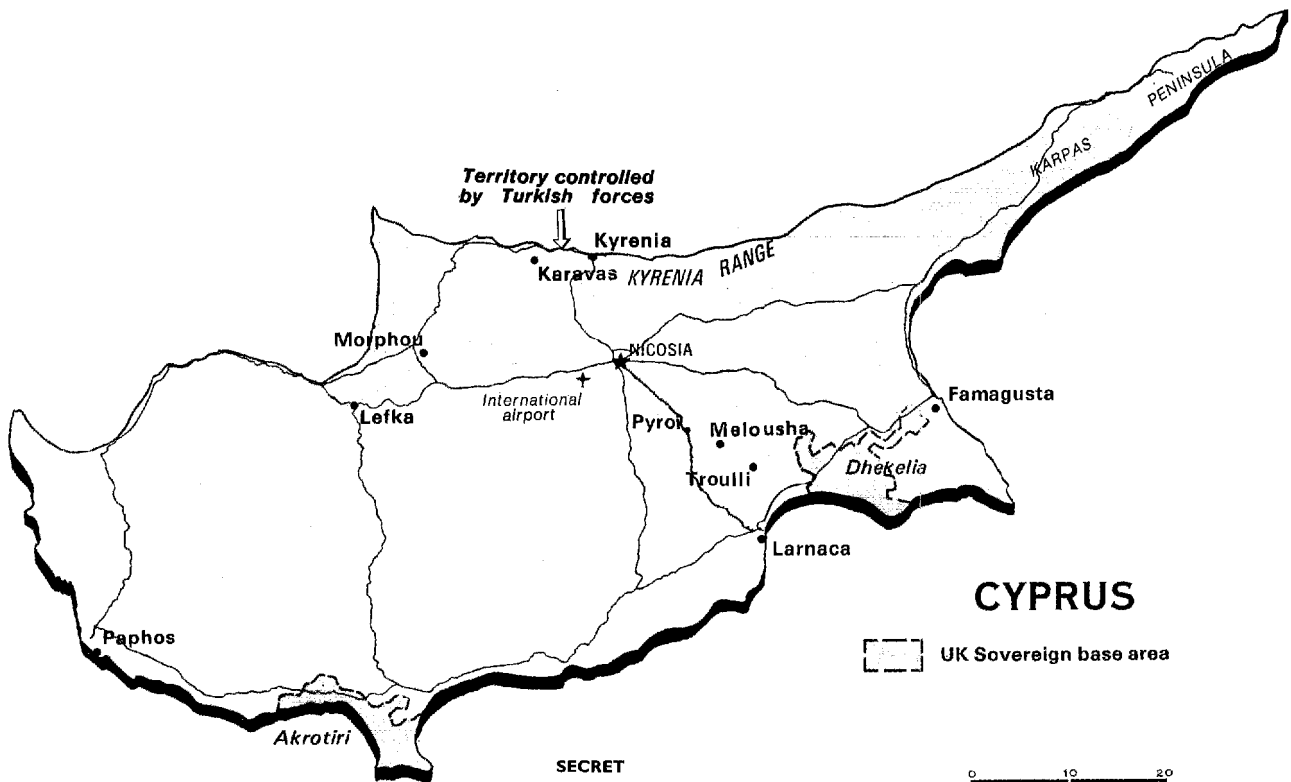 PENINSULA
KARPAS
Territory controlled
by Turkish forces
Kyrenia
Karavas
KYRENIA RANGE
Morphou
NICOSIA
International
airport
Lefka
Pyroi
Melousha
Troulli
Famagusta
Dhekelia
Larnaca
CYPRUS
UK Sovereign base area
Paphos
Akrotiri
SECRET
0 10 20